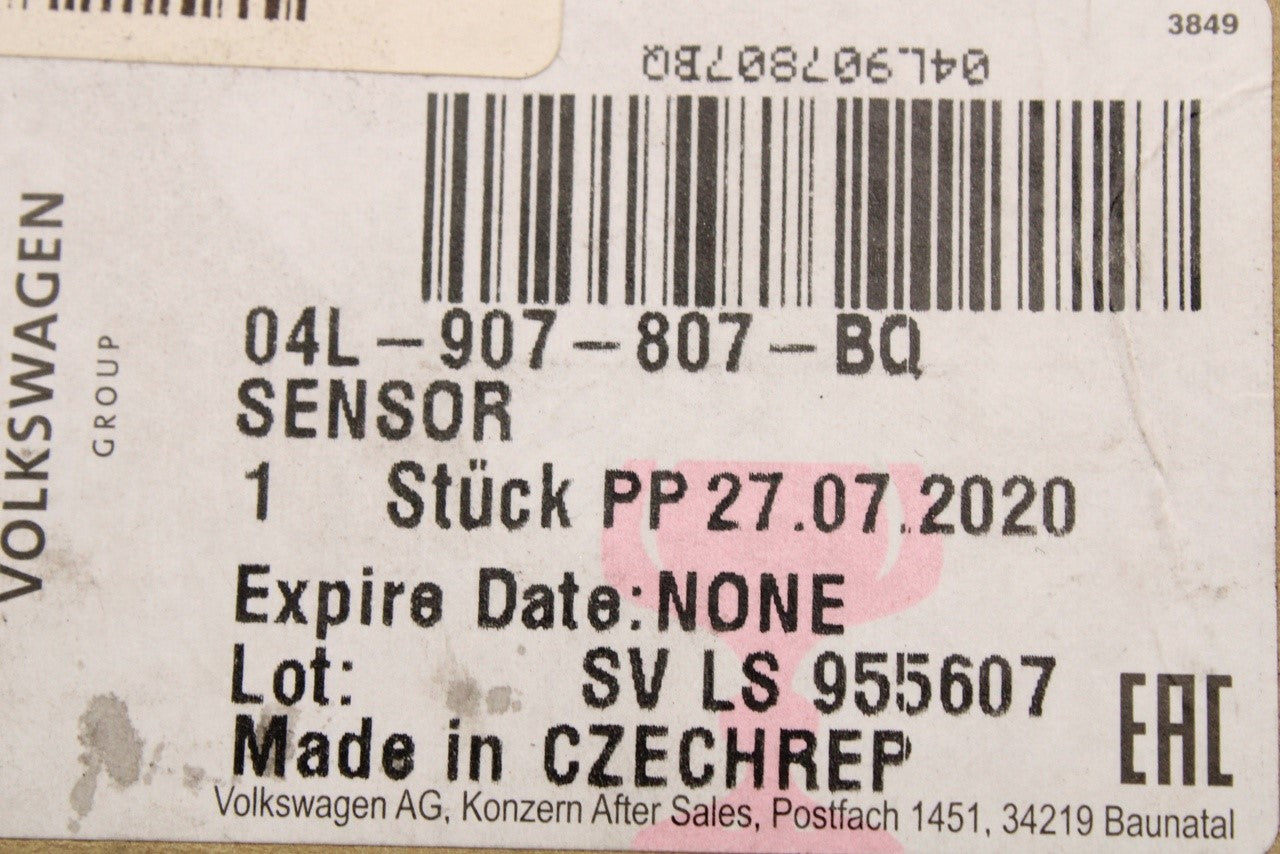 3849
04L907807BQ
VOLKSWAGEN
GROUP
04L-907-807-BQ
SENSOR
1 Stück PP 27.07.2020
Expire Date:NONE
Lot: SV LS 955607
Made in CZECHREP
EAC
Volkswagen AG, Konzern After Sales, Postfach 1451, 34219 Baunatal